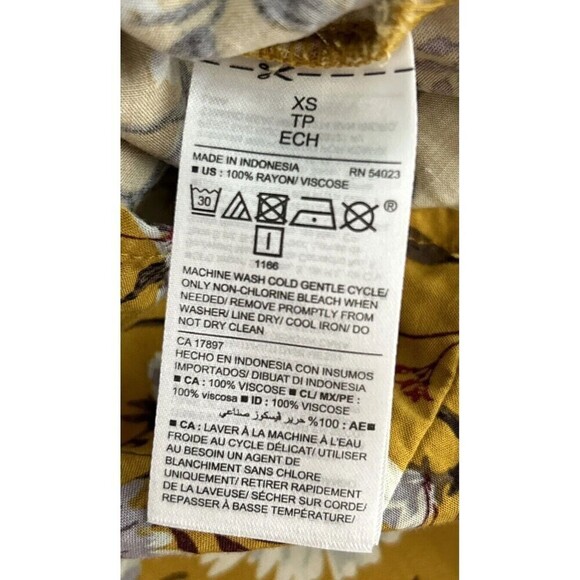 XS
TP
ECH
MADE IN INDONESIA RN 54023
■ US : 100% RAYON/ VISCOSE
30 ®
1166
MACHINE WASH COLD GENTLE CYCLE/
ONLY NON-CHLORINE BLEACH WHEN
NEEDED/ REMOVE PROMPTLY FROM
WASHER/ LINE DRY/ COOL IRON/ DO
NOT DRY CLEAN
CA 17897
HECHO EN INDONESIA CON INSUMOS
IMPORTADOS/ DIBUAT DI INDONESIA
■ CA : 100% VISCOSE ■ CL/ MX/PE :
100% viscosa ■ ID : 100% VISCOSE
■ AE : 100% حرير فيسكوز صناعي
■ CA : LAVER À LA MACHINE À L'EAU
FROIDE AU CYCLE DÉLICAT/ UTILISER
AU BESOIN UN AGENT DE
BLANCHIMENT SANS CHLORE
UNIQUEMENT/ RETIRER RAPIDEMENT
DE LA LAVEUSE/ SÉCHER SUR CORDE/
REPASSER À BASSE TEMPÉRATURE/